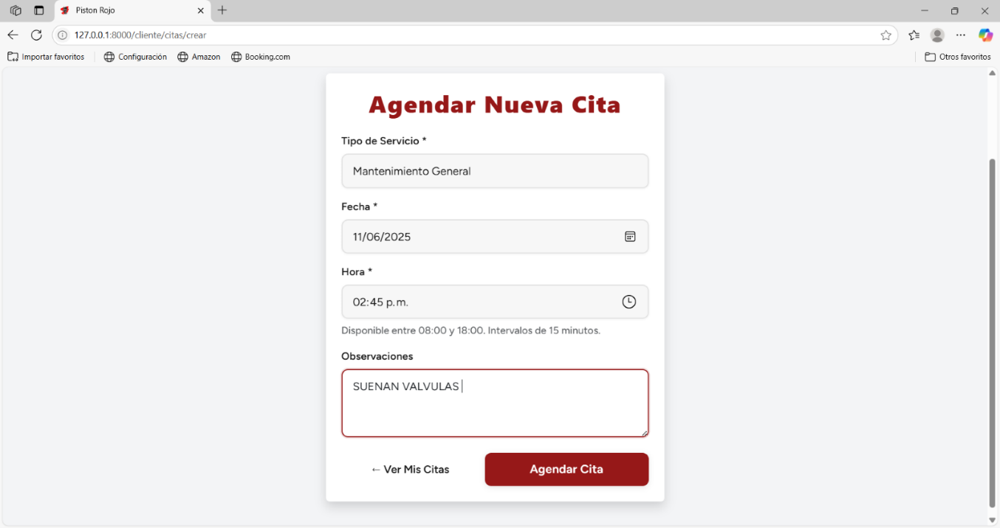 Piston Rojo
127.0.0.1:8000/cliente/citas/crear
Importar favoritos Configuración Amazon Booking.com Otros favoritos
Agendar Nueva Cita
Tipo de Servicio *
Mantenimiento General
Fecha *
11/06/2025
Hora *
02:45 p.m.
Disponible entre 08:00 y 18:00. Intervalos de 15 minutos.
Observaciones
SUENAN VALVULAS
← Ver Mis Citas Agendar Cita